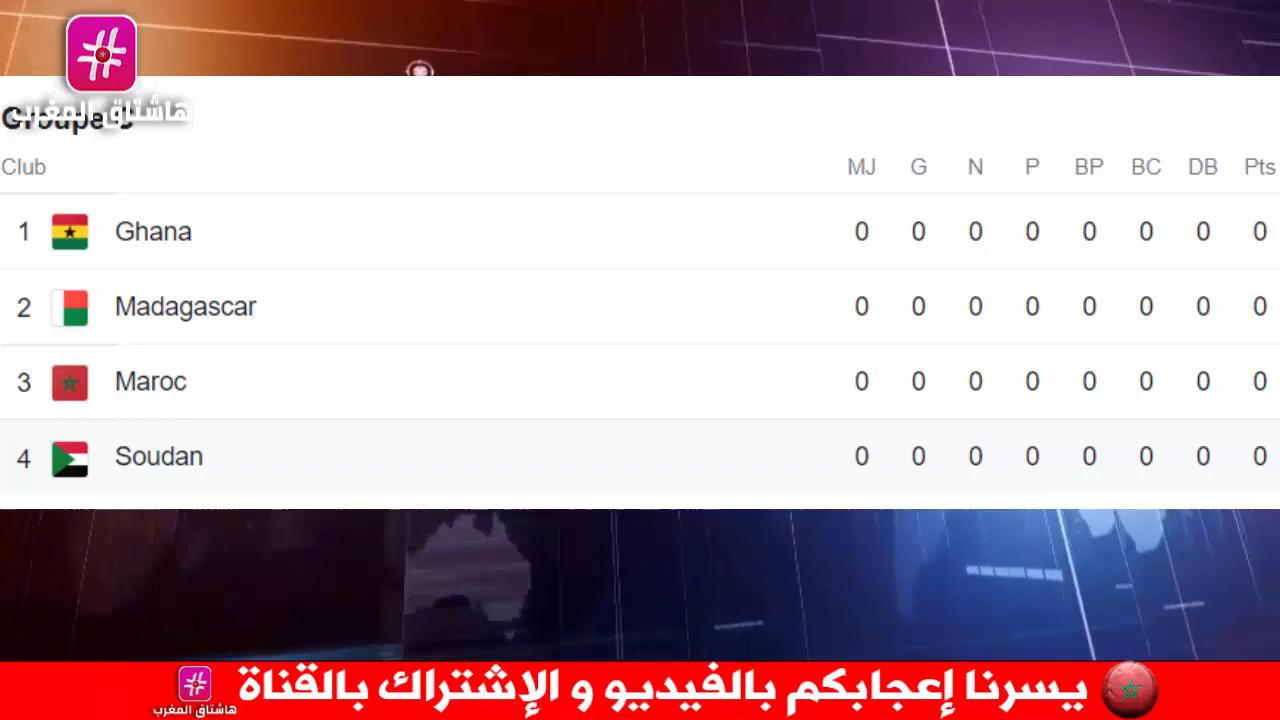 هاشتاق المغرب
Groupe C
Club MJ G N P BP BC DB Pts
1 Ghana 0 0 0 0 0 0 0 0
2 Madagascar 0 0 0 0 0 0 0 0
3 Maroc 0 0 0 0 0 0 0 0
4 Soudan 0 0 0 0 0 0 0 0
يسرنا إعجابكم بالفيديو و الإشتراك بالقناة
هاشتاق المغرب